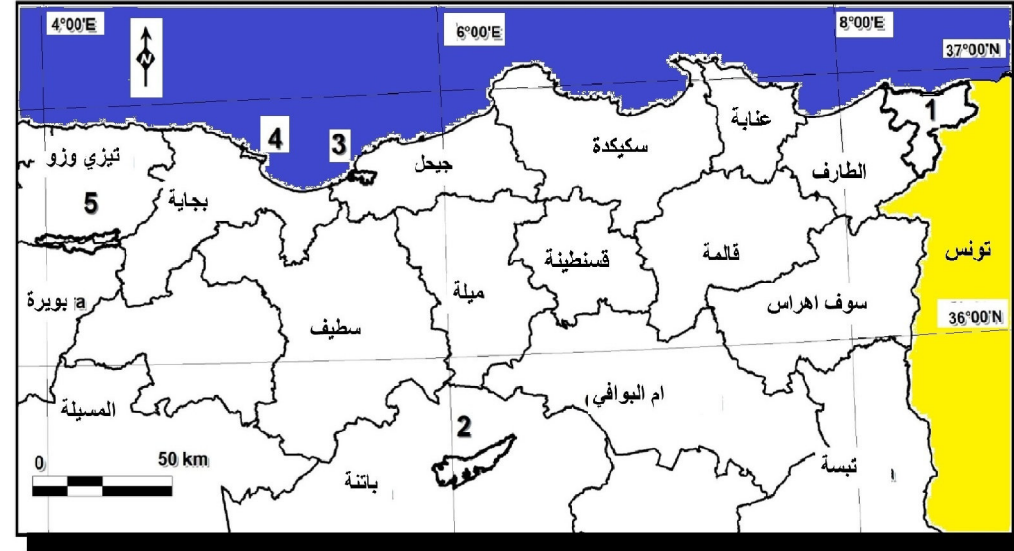 4°00'E
6°00'E
8°00'E
37°00'N
N
1
عنابة
4
3
سكيكدة
تيزي وزو
جيجل
الطارف
بجاية
5
تونس
قسنطينة
قالمة
ميلة
سوف اهراس
a بويرة
36°00'N
سطيف
ام البوافي
المسيلة
2
0 50 km
تبسة
باتنة